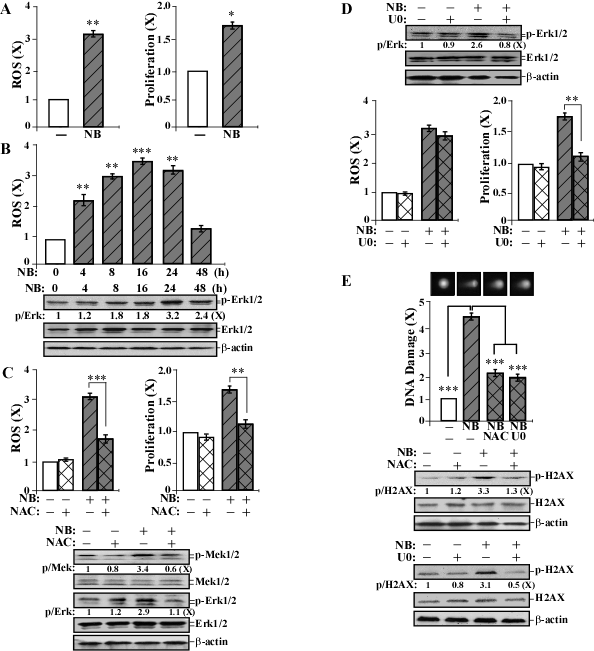 A
ROS (X)
4
3
2
1
0
**
–
NB
Proliferation (X)
2.0
1.5
1.0
0.5
0
*
–
NB
B
ROS (X)
4
3
2
1
0
** ** *** **
NB: 0 4 8 16 24 48 (h)
NB: 0 4 8 16 24 48 (h)
p-Erk1/2
p/Erk: 1 1.2 1.8 1.8 3.2 2.4 (X)
Erk1/2
β-actin
C
ROS (X)
4
3
2
1
0
***
NB: – – + +
NAC: – + – +
Proliferation (X)
2.0
1.5
1.0
0.5
0.0
**
NB: – – + +
NAC: – + – +
NB: – – + +
NAC: – + – +
p-Mek1/2
p/Mek: 1 0.8 3.4 0.6 (X)
Mek1/2
p-Erk1/2
p/Erk: 1 1.2 2.9 1.1 (X)
Erk1/2
β-actin
D
NB: – – + +
U0: – + – +
p-Erk1/2
p/Erk: 1 0.9 2.6 0.8 (X)
Erk1/2
β-actin
ROS (X)
4
2
1
0
NB: – – + +
U0: – + – +
Proliferation (X)
2.0
1.5
1.0
0.5
0
**
NB: – – + +
U0: – + – +
E
DNA Damage (X)
5
4
2
1
0
*** *** ***
– NB NB NB
– – NAC U0
NB: – – + +
NAC: – + – +
p-H2AX
p/H2AX: 1 1.2 3.3 1.3 (X)
H2AX
β-actin
NB: – – + +
U0: – + – +
p-H2AX
p/H2AX: 1 0.8 3.1 0.5 (X)
H2AX
β-actin